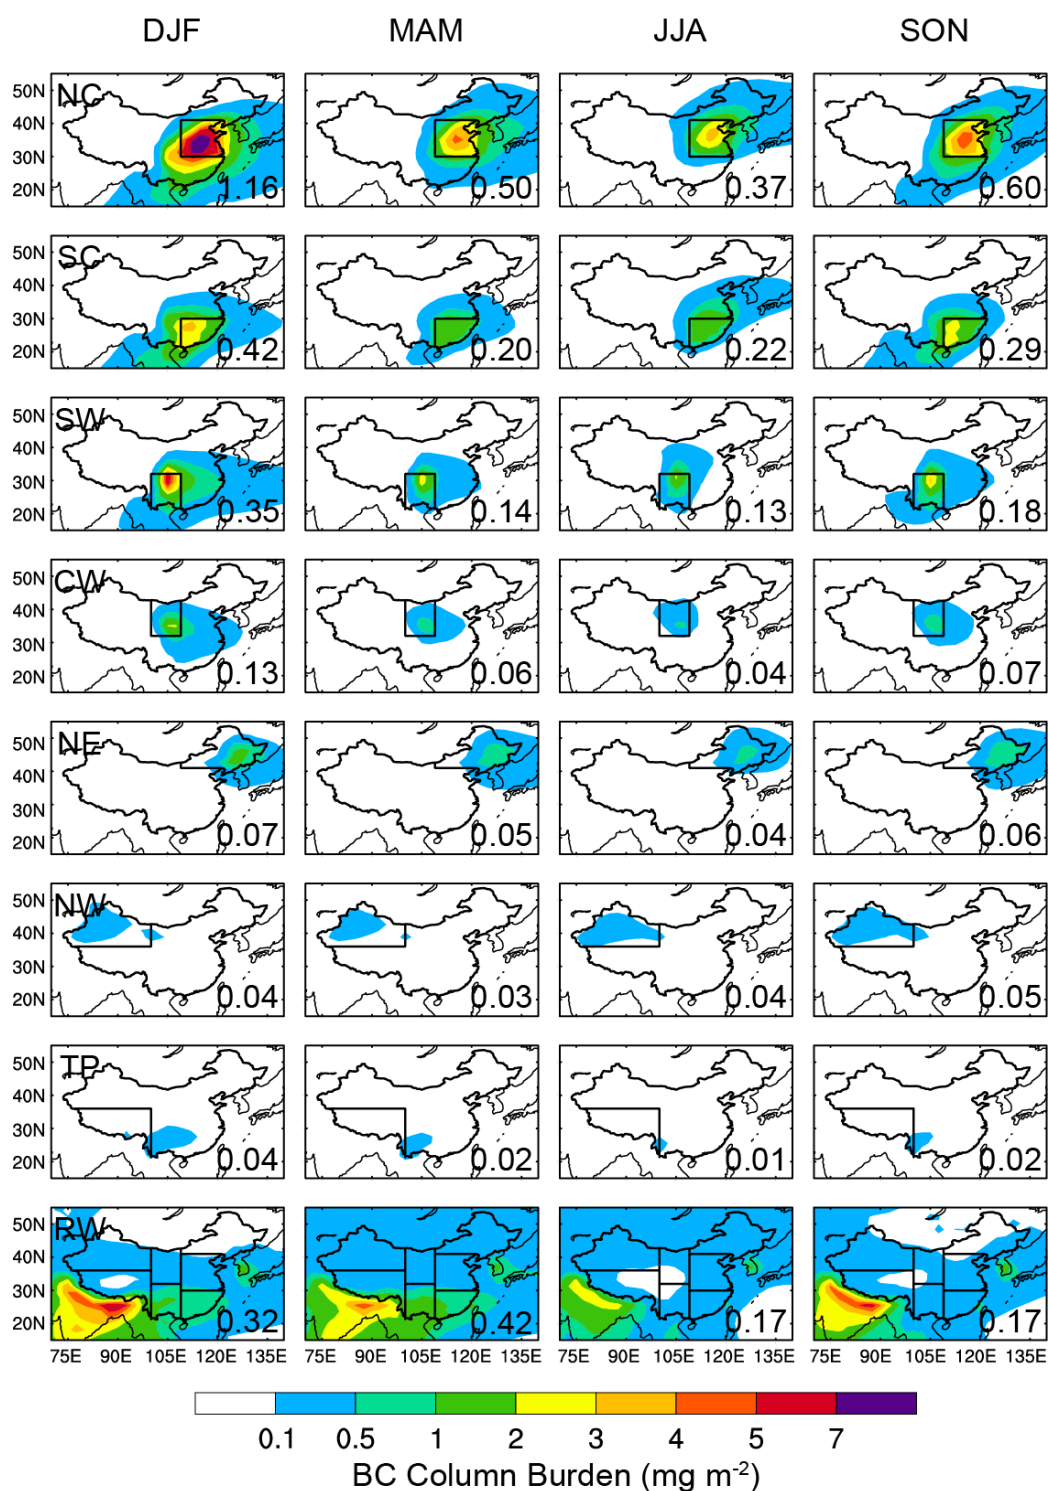 DJF MAM JJA SON
50N NC
40N
30N
20N 1.16 0.50 0.37 0.60
50N SC
40N
30N
20N 0.42 0.20 0.22 0.29
50N SW
40N
30N
20N 0.35 0.14 0.13 0.18
50N CW
40N
30N
20N 0.13 0.06 0.04 0.07
50N NE
40N
30N
20N 0.07 0.05 0.04 0.06
50N NW
40N
30N
20N 0.04 0.03 0.04 0.05
50N TP
40N
30N
20N 0.04 0.02 0.01 0.02
50N RW
40N
30N
20N 0.32 0.42 0.17 0.17
75E 90E 105E 120E 135E 75E 90E 105E 120E 135E 75E 90E 105E 120E 135E 75E 90E 105E 120E 135E
0.1 0.5 1 2 3 4 5 7
BC Column Burden (mg m⁻²)